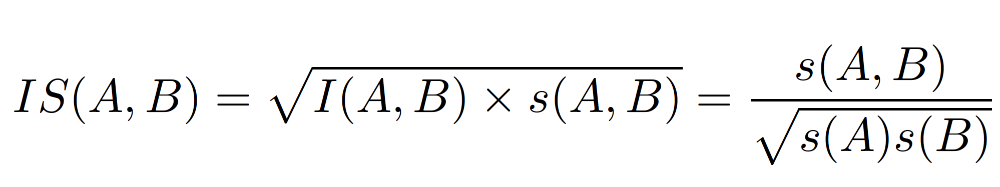 IS(A, B) = √(I(A, B) × s(A, B)) = s(A, B) / √(s(A)s(B))